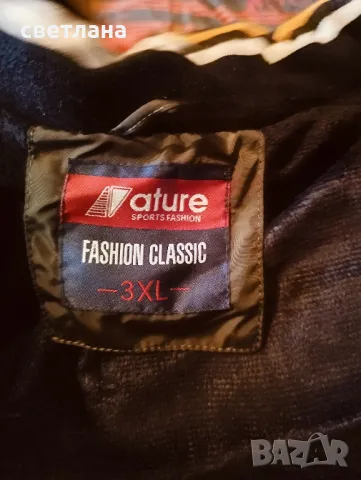 светлана
ature
SPORTS FASHION
FASHION CLASSIC
-3XL-
BAZAR